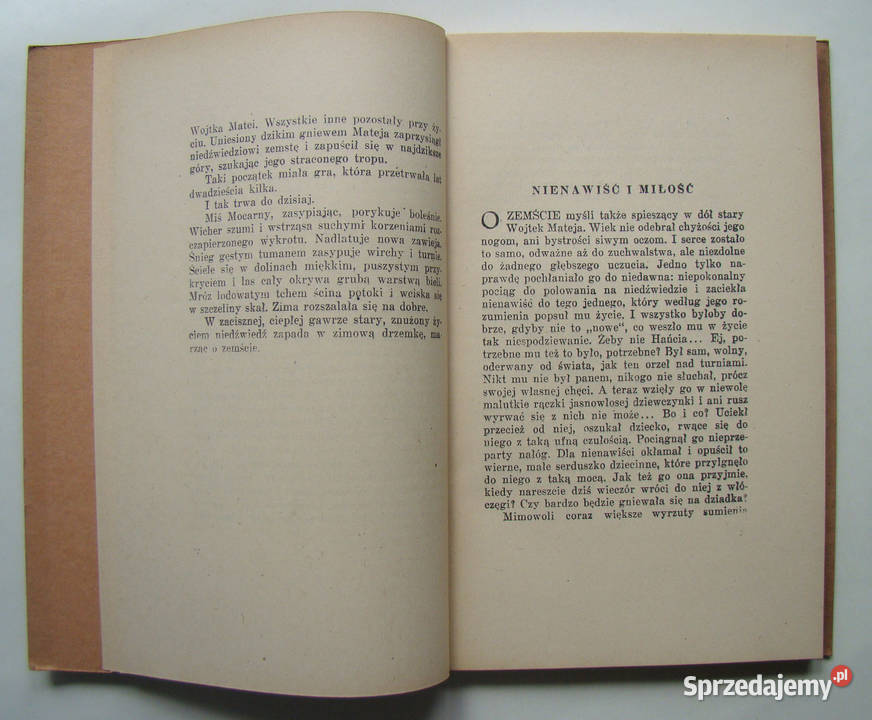 Wojtka Matei. Wszystkie inne pozostały przy ży-
ciu. Uniesiony dzikim gniewem Mateja zaprzysiągł
niedźwiedziowi zemstę i zapuścił się w najdziksze
góry, szukając jego straconego tropu.
Taki początek miała gra, która przetrwała lat
dwadzieścia kilka.
I tak trwa do dzisiaj.
Miś Mocarny, zasypiając, porykuje boleśnie.
Wicher szumi i wstrząsa suchymi korzeniami roz-
czapierzonego wykrotu. Nadlatuje nowa zawieja.
Śnieg gęstym tumanem zasypuje wirchy i turnie.
Ściele się w dolinach miękkim, puszystym przy-
kryciem i las cały okrywa grubą warstwą bieli.
Mróz lodowatym tchem ścina potoki i wciska się
w szczeliny skał. Zima rozszalała się na dobre.
W zacisznej, ciepłej gawrze stary, znużony ży-
ciem niedźwiedź zapada w zimową drzemkę, ma-
rząc o zemście.
NIENAWIŚĆ I MIŁOŚĆ
O ZEMŚCIE myśli także spieszący w dół stary
Wojtek Mateja. Wiek nie odebrał chyżości jego
nogom, ani bystrości siwym oczom. I serce zostało
to samo, odważne aż do zuchwalstwa, ale niezdolne
do żadnego głębszego uczucia. Jedno tylko na-
prawdę pochłaniało go do niedawna: niepokonalny
pociąg do polowania na niedźwiedzie i zaciekła
nienawiść do tego jednego, który według jego ro-
zumienia popsuł mu życie. I wszystko byłoby do-
brze, gdyby nie to „nowe“, co weszło mu w życie
tak niespodziewanie. Żeby nie Hańcia... Ej, po-
trzebne mu też to było, potrzebne? Był sam, wolny,
oderwany od świata, jak ten orzeł nad turniami.
Nikt mu nie był panem, nikogo nie słuchał, prócz
swojej własnej chęci. A teraz wzięły go w niewolę
malutkie rączki jasnowłosej dziewczynki i ani rusz
wyrwać się z nich nie może... Bo i co? Uciekł
przecież od niej, oszukał dziecko, rwące się do
niego z taką ufną czułością. Pociągnął go nieprze-
party nałóg. Dla nienawiści okłamał i opuścił to
wierne, małe serduszko dziecinne, które przylgnęło
do niego z taką mocą. Jak też go ona przyjmie,
kiedy nareszcie dziś wieczór wróci do niej z włó-
częgi? Czy bardzo będzie gniewała się na dziadka?
Mimowoli coraz większe wyrzuty sumienia
Sprzedajemy.pl